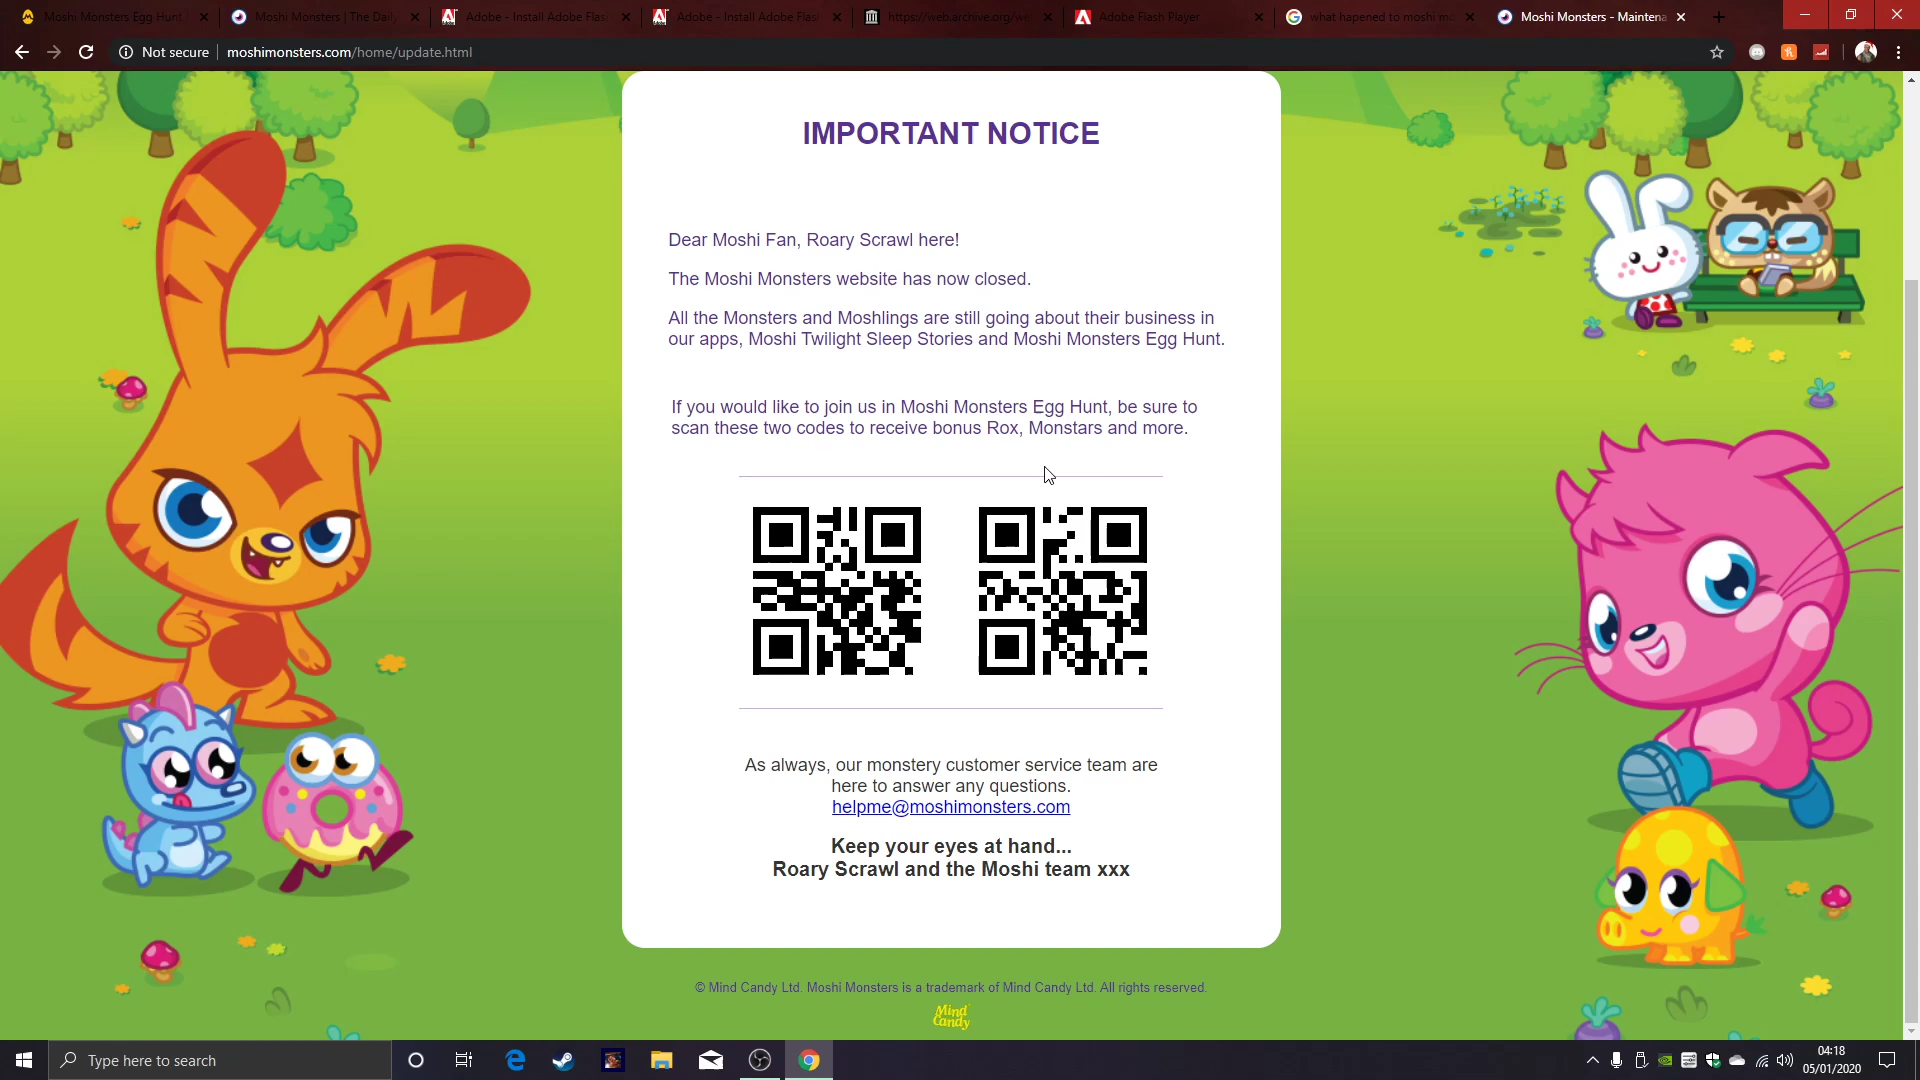 Moshi Monsters Egg Hunt
Moshi Monsters | The Daily
Adobe - Install Adobe Flas
Adobe - Install Adobe Flas
https://web.archive.org/we
Adobe Flash Player
what hapened to moshi m
Moshi Monsters - Maintena
Not secure
moshimonsters.com/home/update.html
IMPORTANT NOTICE
Dear Moshi Fan, Roary Scrawl here!
The Moshi Monsters website has now closed.
All the Monsters and Moshlings are still going about their business in
our apps, Moshi Twilight Sleep Stories and Moshi Monsters Egg Hunt.
If you would like to join us in Moshi Monsters Egg Hunt, be sure to
scan these two codes to receive bonus Rox, Monstars and more.
As always, our monstery customer service team are
here to answer any questions.
helpme@moshimonsters.com
Keep your eyes at hand...
Roary Scrawl and the Moshi team xxx
© Mind Candy Ltd. Moshi Monsters is a trademark of Mind Candy Ltd. All rights reserved.
Mind
Candy
Type here to search
04:18
05/01/2020